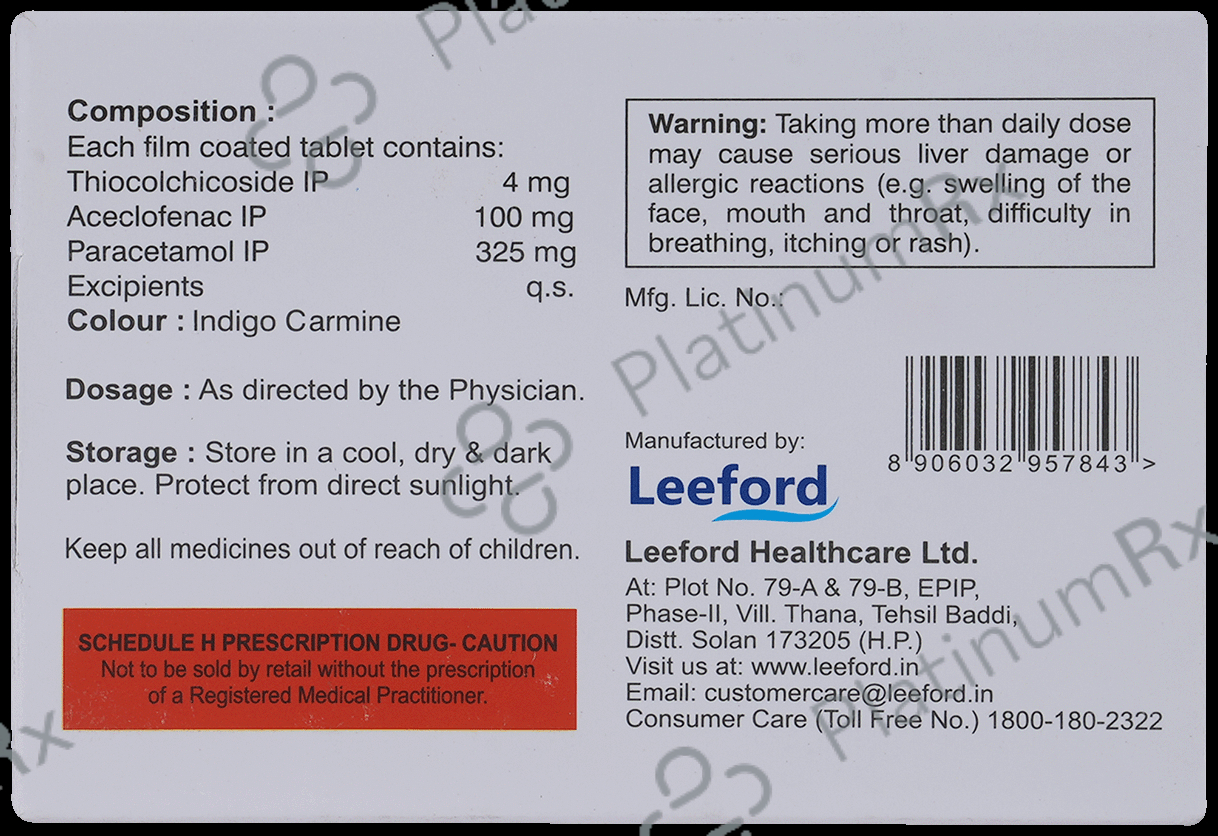 Composition :
Each film coated tablet contains:
Thiocolchicoside IP 4 mg
Aceclofenac IP 100 mg
Paracetamol IP 325 mg
Excipients q.s.
Colour : Indigo Carmine
Dosage : As directed by the Physician.
Storage : Store in a cool, dry & dark
place. Protect from direct sunlight.
Keep all medicines out of reach of children.
SCHEDULE H PRESCRIPTION DRUG- CAUTION
Not to be sold by retail without the prescription
of a Registered Medical Practitioner.
Warning: Taking more than daily dose
may cause serious liver damage or
allergic reactions (e.g. swelling of the
face, mouth and throat, difficulty in
breathing, itching or rash).
Mfg. Lic. No.:
8 906032 957843 >
Manufactured by:
Leeford
Leeford Healthcare Ltd.
At: Plot No. 79-A & 79-B, EPIP,
Phase-II, Vill. Thana, Tehsil Baddi,
Distt. Solan 173205 (H.P.)
Visit us at: www.leeford.in
Email: customercare@leeford.in
Consumer Care (Toll Free No.) 1800-180-2322
PlatinumRx
PlatinumRx
Platin
Rx